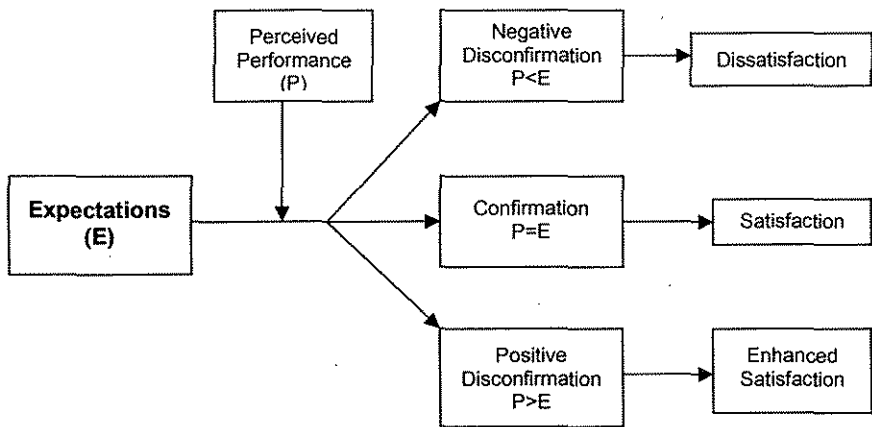 Perceived
Performance
(P)
Negative
Disconfirmation
P<E
Dissatisfaction
Expectations
(E)
Confirmation
P=E
Satisfaction
Positive
Disconfirmation
P>E
Enhanced
Satisfaction